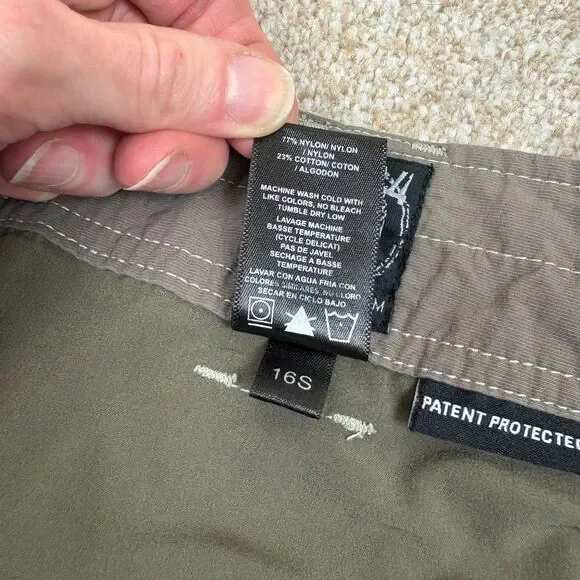 77% NYLON/ NYLON
/ NYLON
23% COTTON/ COTON
/ ALGODON
MACHINE WASH COLD WITH
LIKE COLORS, NO BLEACH
TUMBLE DRY LOW
LAVAGE MACHINE
BASSE TEMPERATURE
(CYCLE DELICAT)
PAS DE JAVEL
SECHAGE A BASSE
TEMPERATURE
LAVAR CON AGUA FRIA CON
COLORES SIMILARES, NO CLORO
SECAR EN CICLO BAJO
M
16S
PATENT PROTECTED